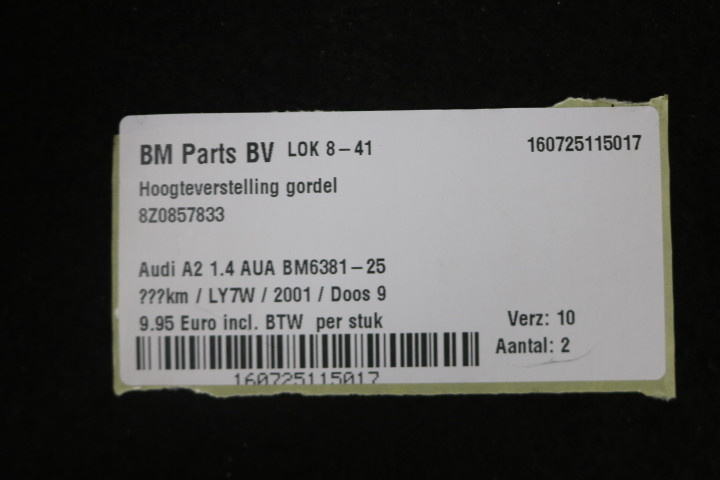 BM Parts BV LOK 8-41 160725115017
Hoogteverstelling gordel
8Z0857833
Audi A2 1.4 AUA BM6381-25
???km / LY7W / 2001 / Doos 9
9.95 Euro incl. BTW per stuk Verz: 10
Aantal: 2
160725115017